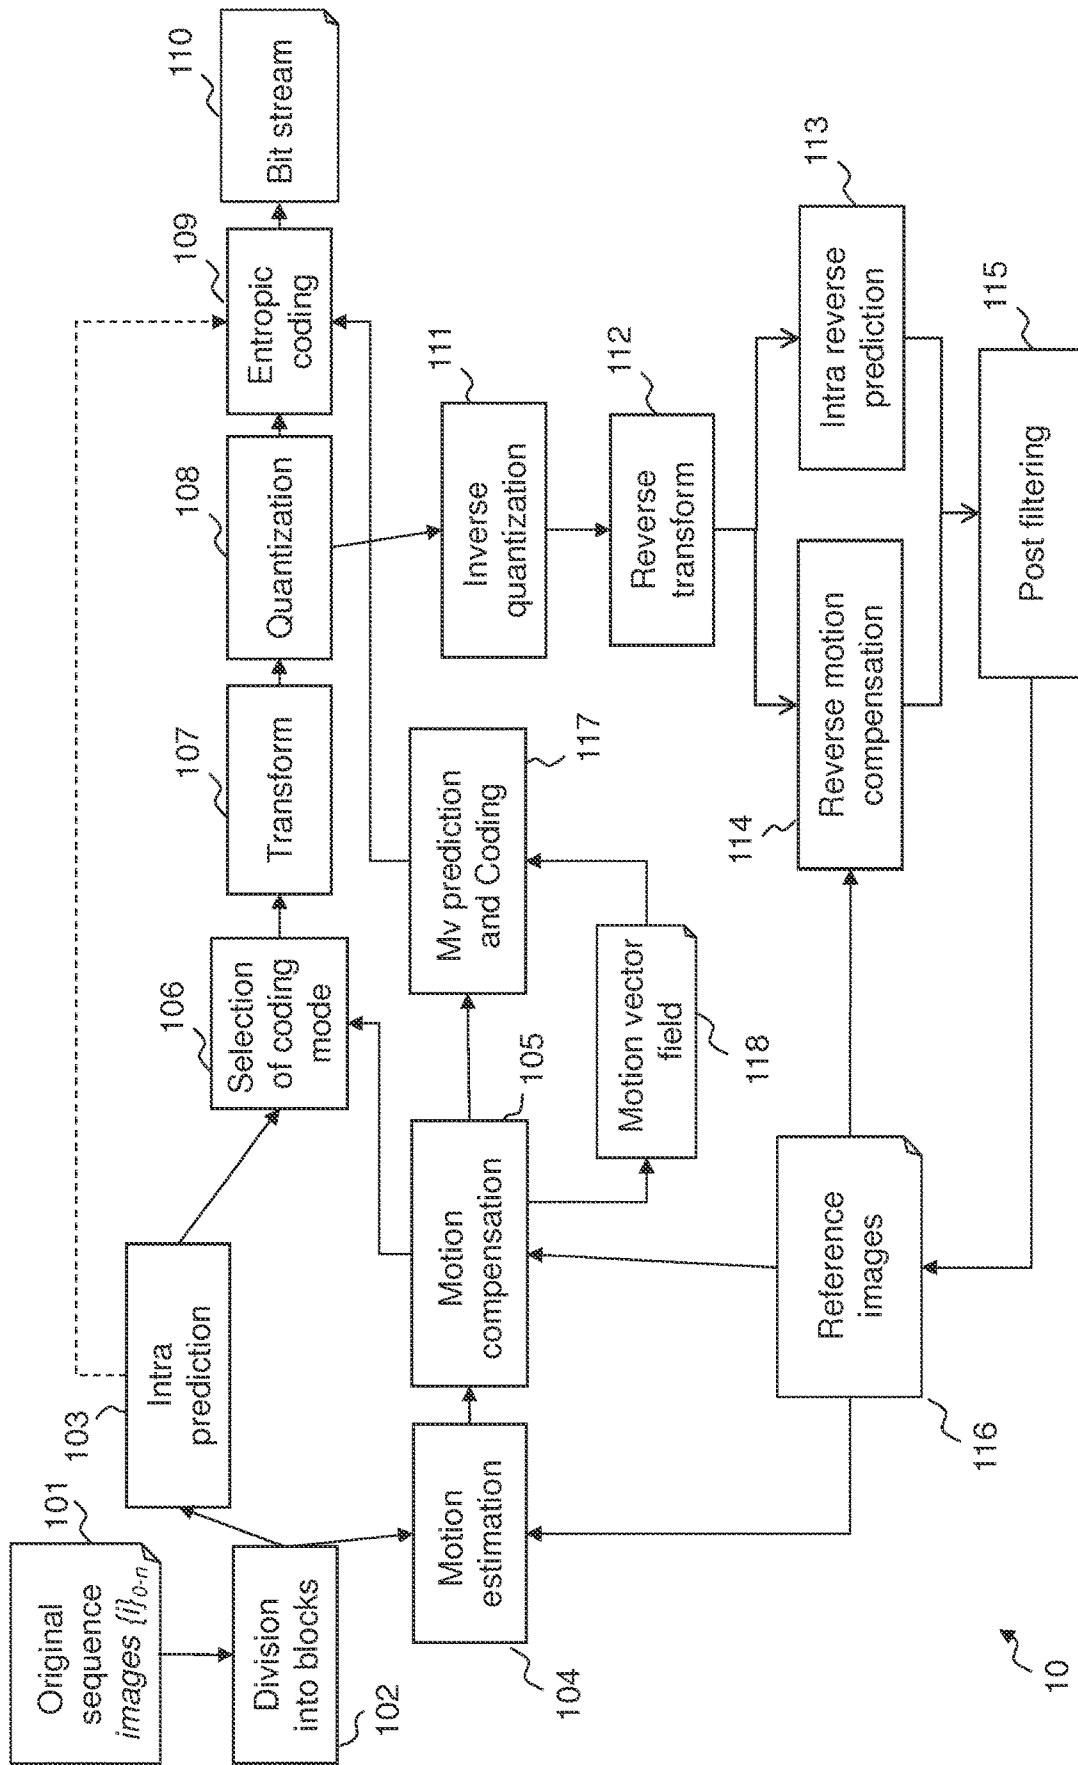 101
Original
sequence
images {I}0-n
102
Division
into blocks
103
Intra
prediction
104
Motion
estimation
105
Motion
compensation
106
Selection
of coding
mode
107
Transform
108
Quantization
109
Entropic
coding
110
Bit stream
117
Mv prediction
and Coding
118
Motion vector
field
111
Inverse
quantization
112
Reverse
transform
113
Intra reverse
prediction
114
Reverse motion
compensation
115
Post filtering
116
Reference
images
10